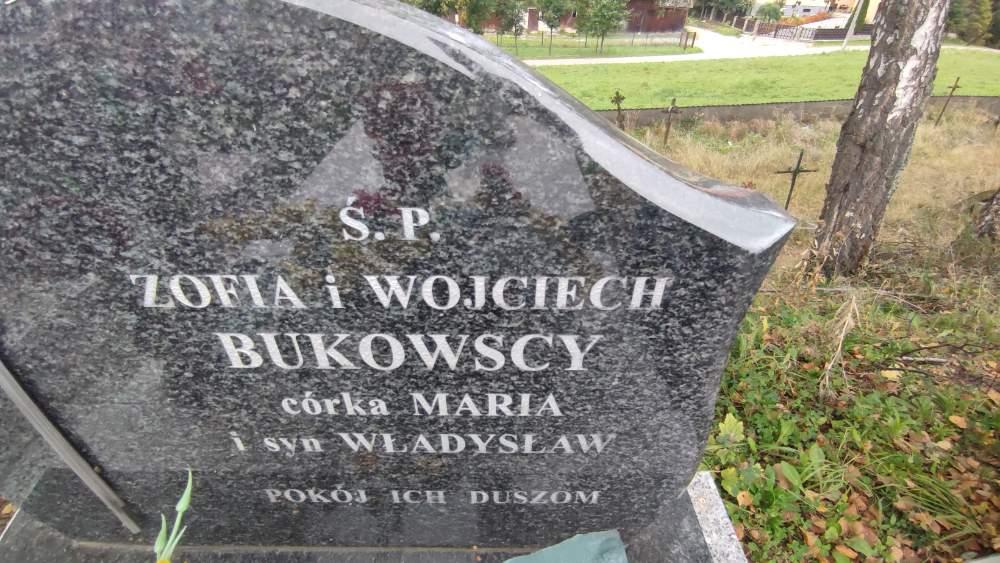 Ś. P.
ZOFIA i WOJCIECH
BUKOWSCY
córka MARIA
i syn WŁADYSŁAW
POKÓJ ICH DUSZOM